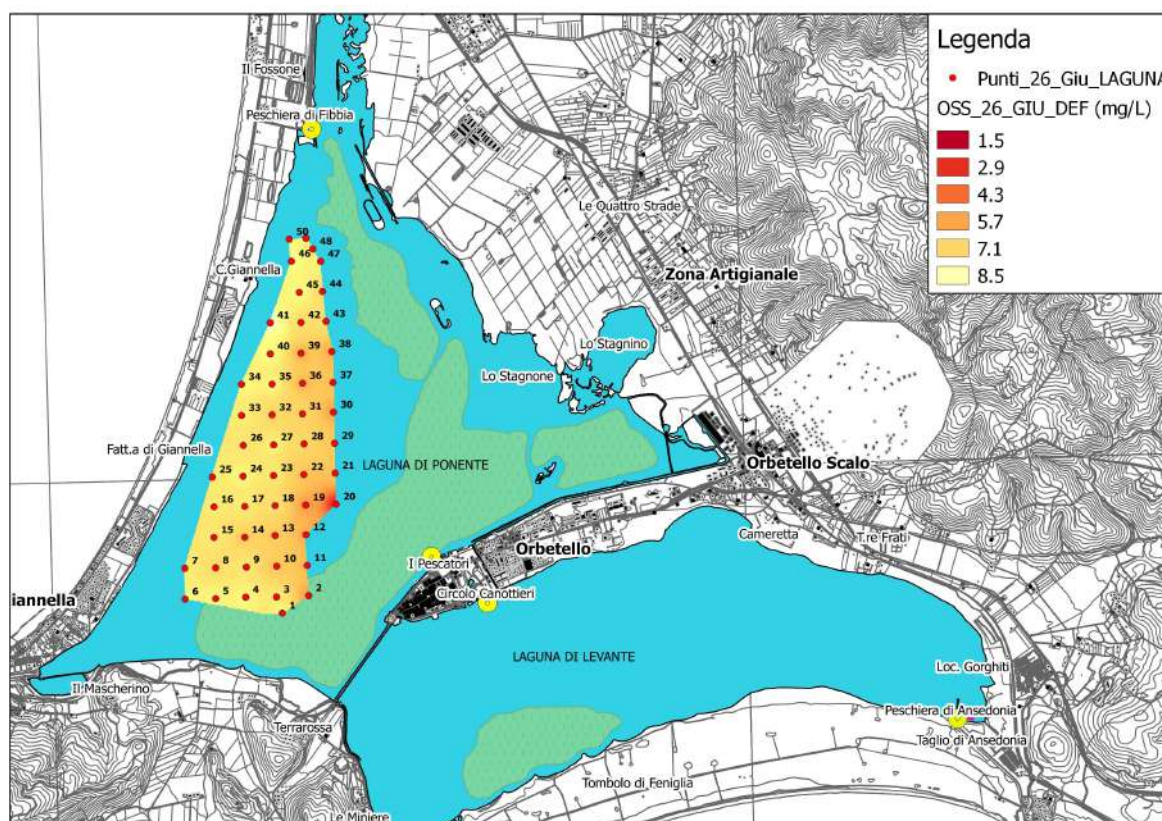 Legenda
Punti_26_Giu_LAGUNA
OSS_26_GIU_DEF (mg/L)
1.5
2.9
4.3
5.7
7.1
8.5
Il Fossone
Peschiera di Fibbia
Le Quattro Strade
Zona Artigianale
C.Giannella
Lo Stagnino
Lo Stagnone
Fatt.a di Giannella
LAGUNA DI PONENTE
Orbetello Scalo
Cameretta
T.re Frati
Orbetello
I Pescatori
Circolo Canottieri
iannella
LAGUNA DI LEVANTE
Loc. Gorghiti
Il Mascherino
Terrarossa
Peschiera di Ansedonia
Taglio di Ansedonia
Tombolo di Feniglia
Le Miniere
50
48
46 47
45 44
41 42 43
40 39 38
34 35 36 37
33 32 31 30
26 27 28 29
25 24 23 22 21
16 17 18 19 20
15 14 13 12
7 8 9 10 11
6 5 4 3 2
1